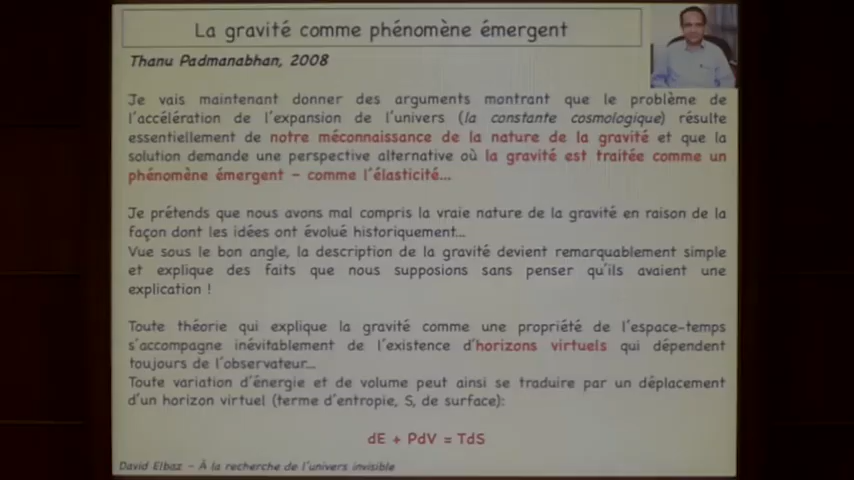 La gravité comme phénomène émergent
Thanu Padmanabhan, 2008
Je vais maintenant donner des arguments montrant que le problème de
l'accélération de l'expansion de l'univers (la constante cosmologique) résulte
essentiellement de notre méconnaissance de la nature de la gravité et que la
solution demande une perspective alternative où la gravité est traitée comme un
phénomène émergent – comme l'élasticité...
Je prétends que nous avons mal compris la vraie nature de la gravité en raison de la
façon dont les idées ont évolué historiquement...
Vue sous le bon angle, la description de la gravité devient remarquablement simple
et explique des faits que nous supposions sans penser qu'ils avaient une
explication !
Toute théorie qui explique la gravité comme une propriété de l'espace-temps
s'accompagne inévitablement de l'existence d'horizons virtuels qui dépendent
toujours de l'observateur...
Toute variation d'énergie et de volume peut ainsi se traduire par un déplacement
d'un horizon virtuel (terme d'entropie, S, de surface):
dE + PdV = TdS
David Elbaz – À la recherche de l'univers invisible